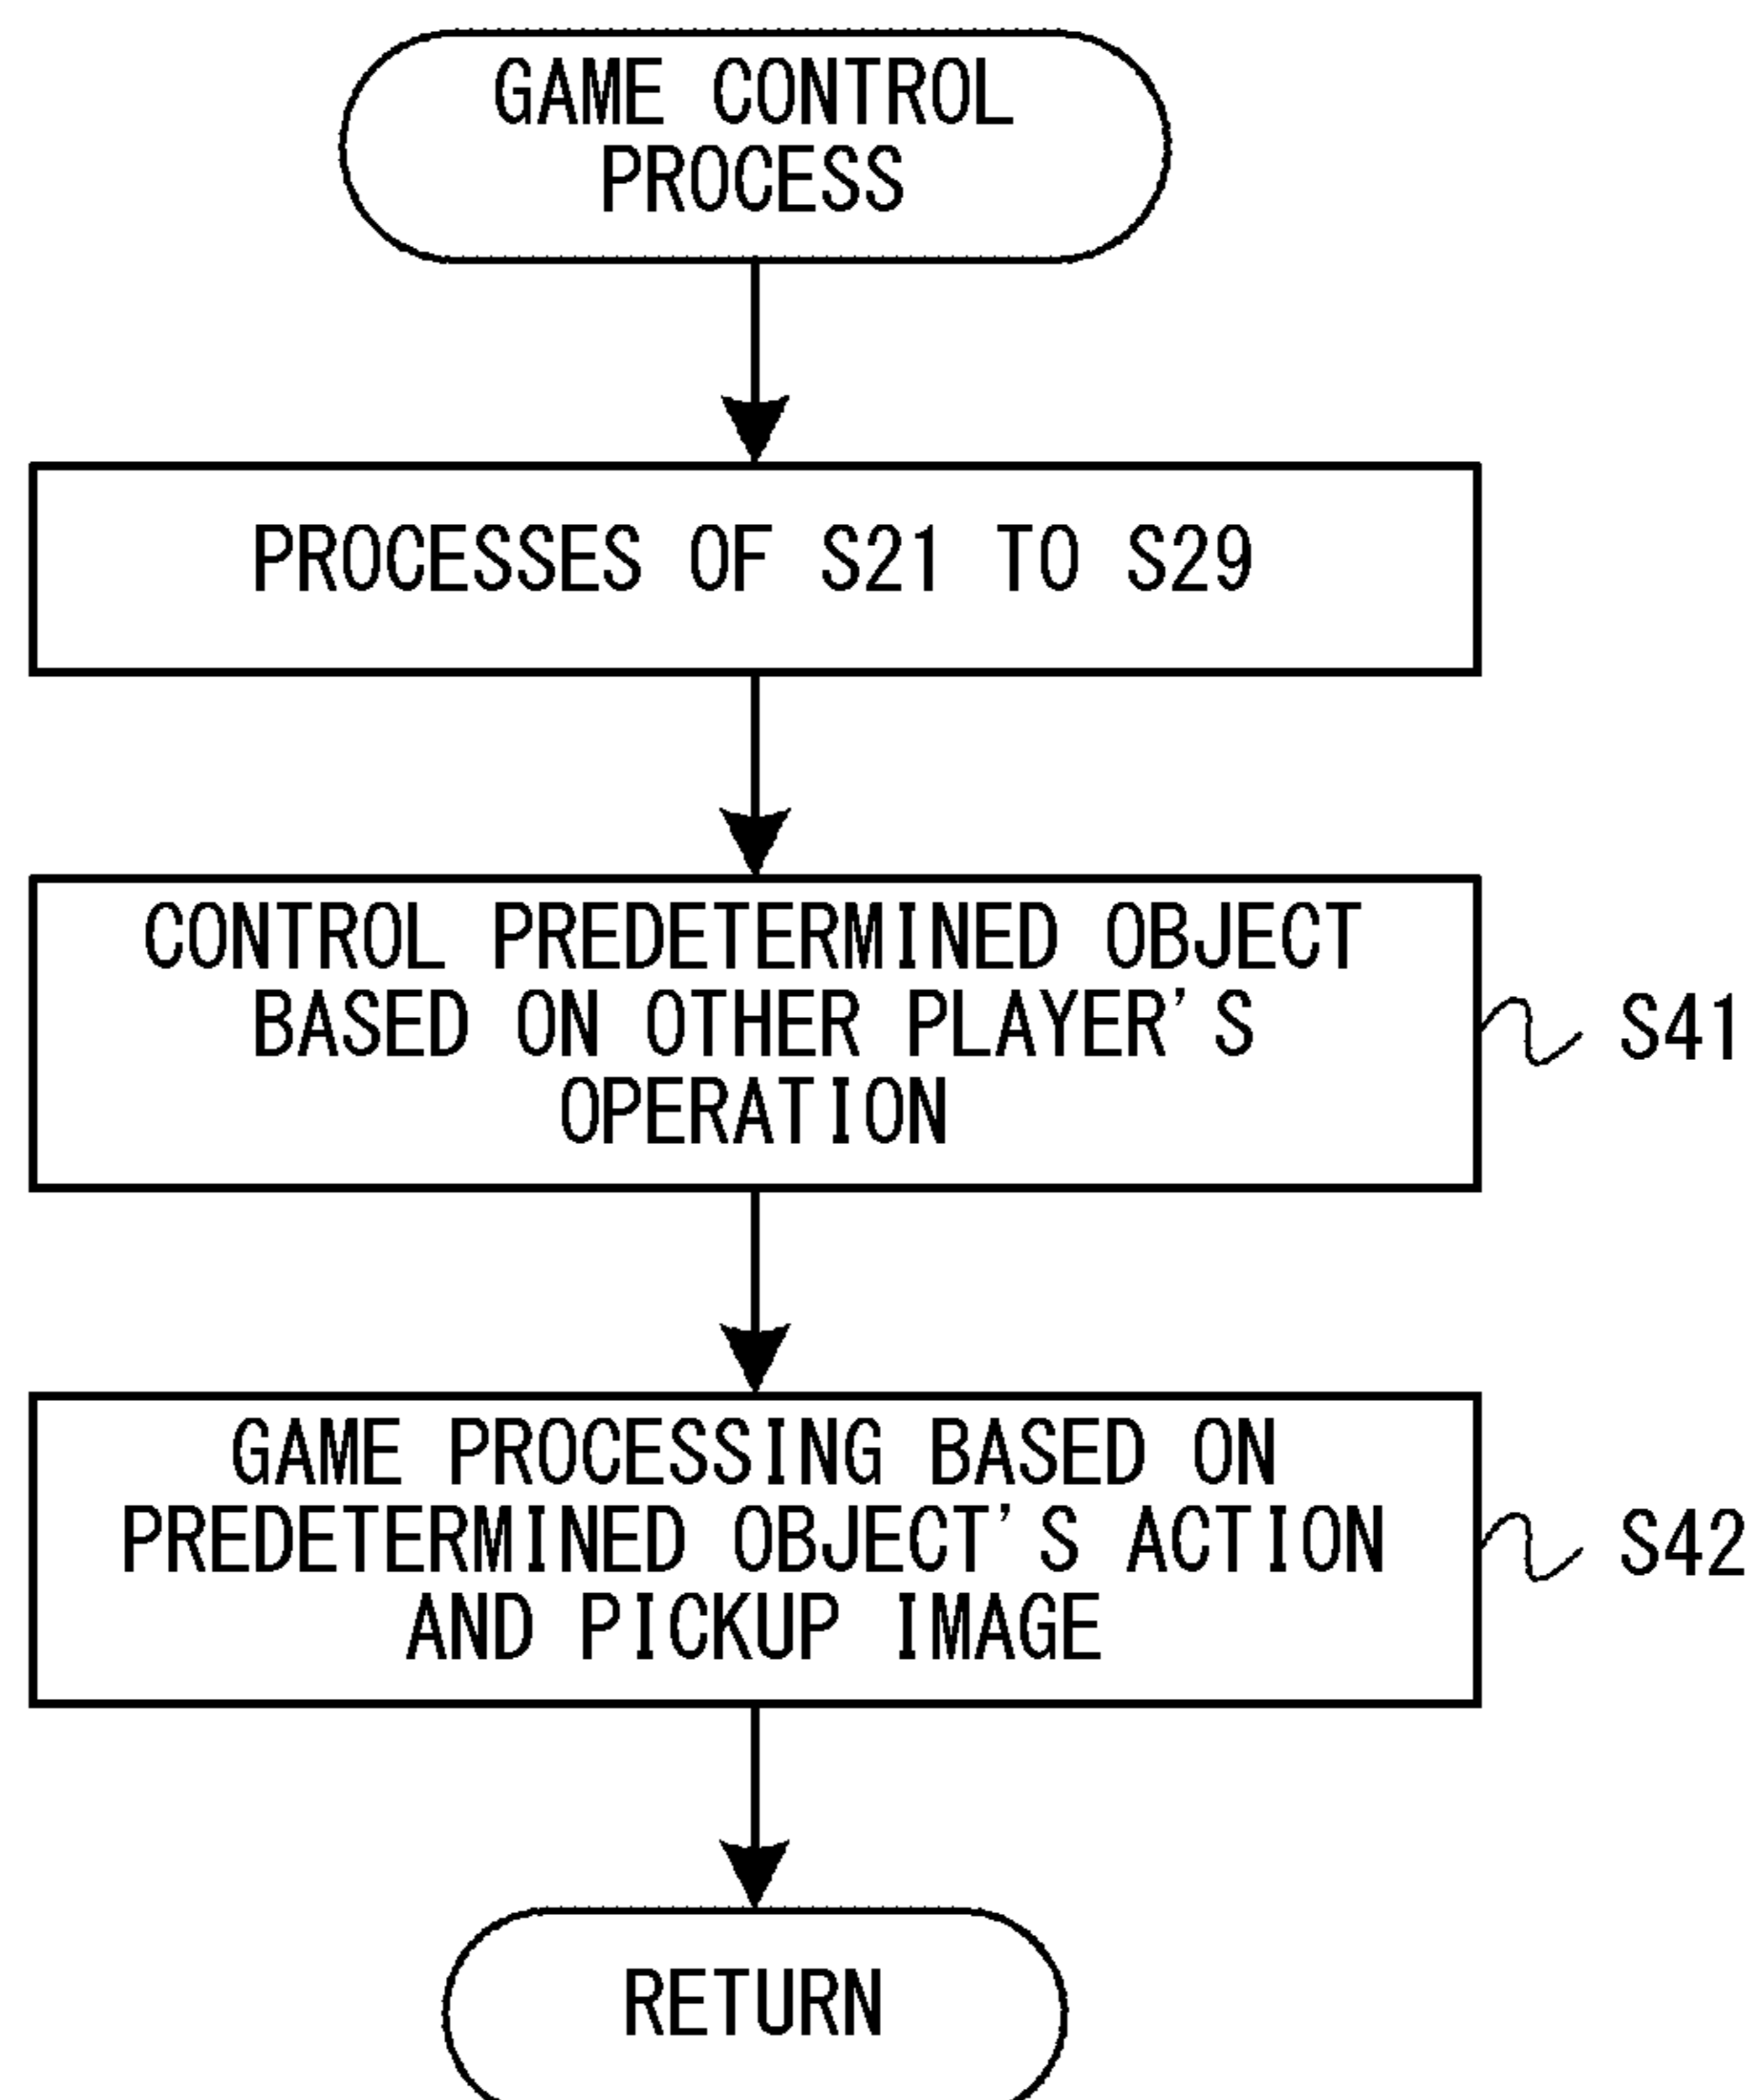 GAME CONTROL
PROCESS
PROCESSES OF S21 TO S29
CONTROL PREDETERMINED OBJECT
BASED ON OTHER PLAYER'S
OPERATION
S41
GAME PROCESSING BASED ON
PREDETERMINED OBJECT'S ACTION
AND PICKUP IMAGE
S42
RETURN